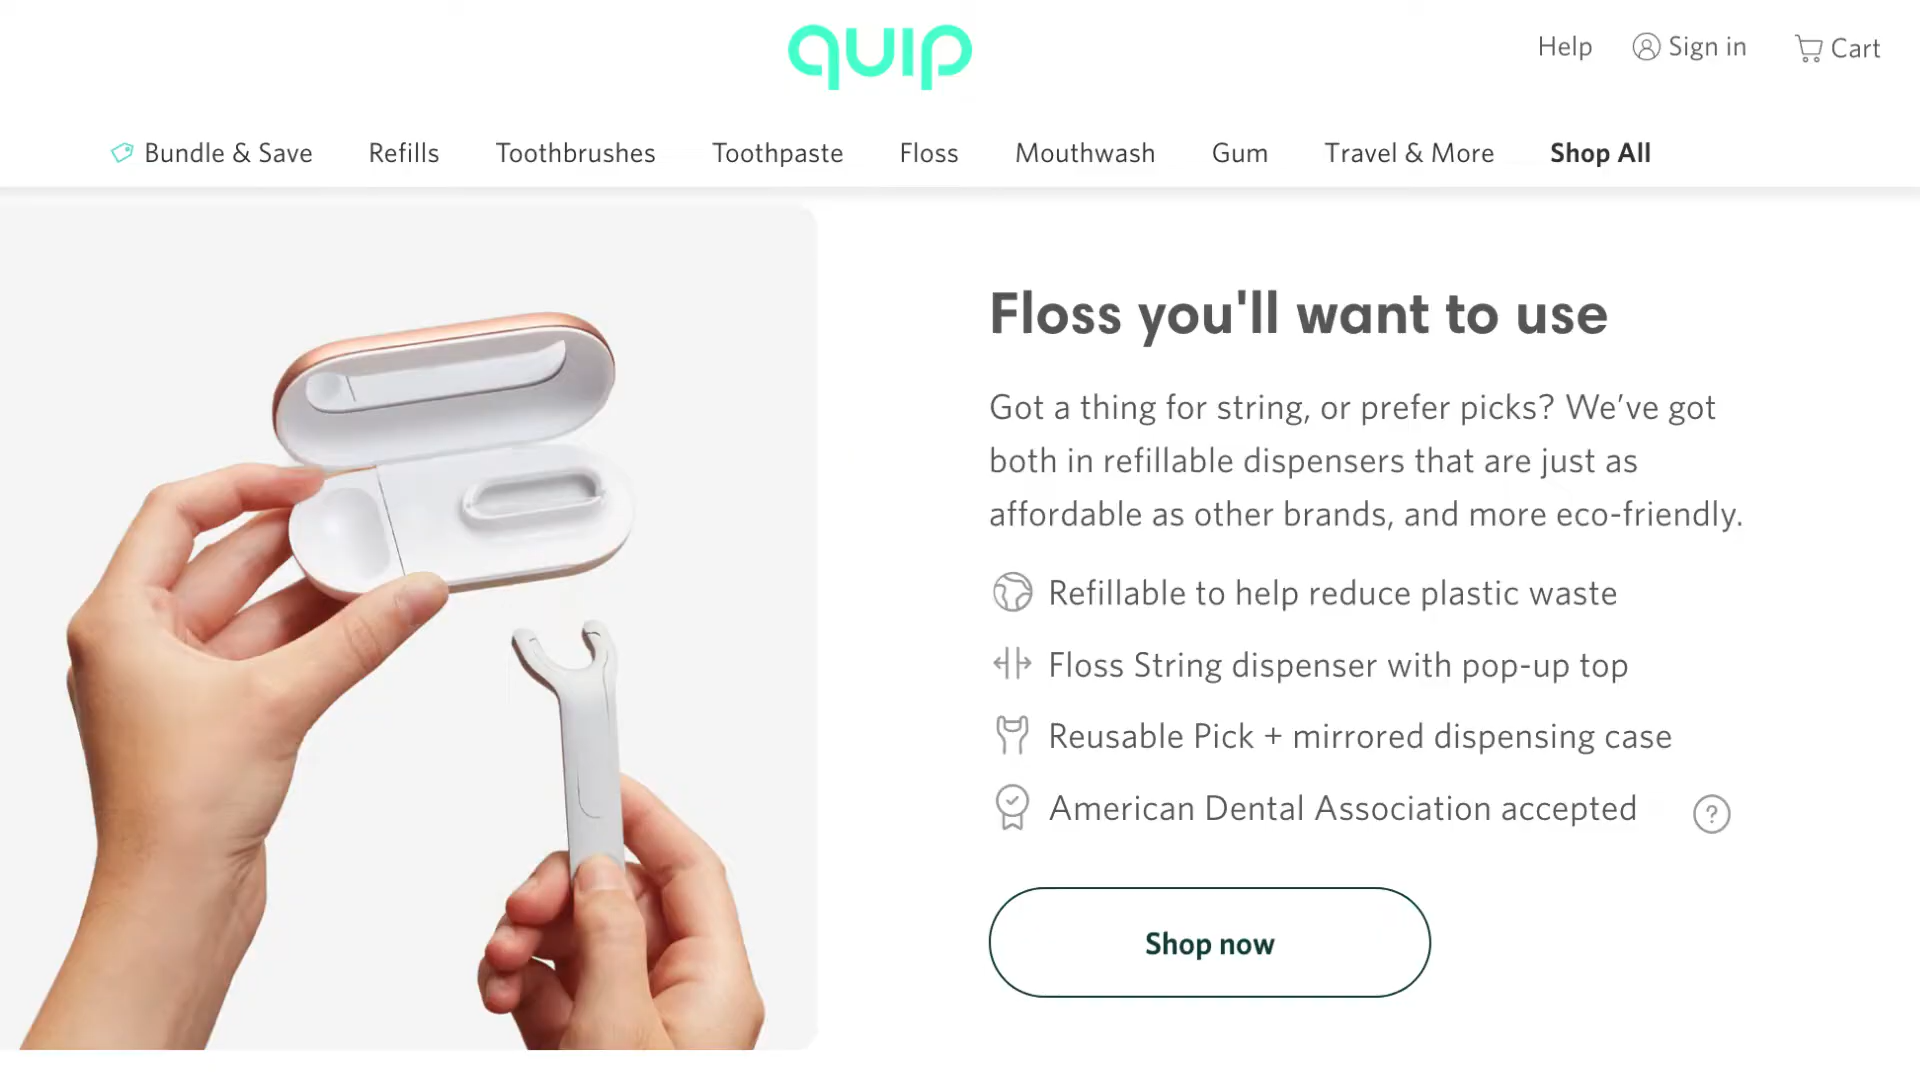 quip
Help
Sign in
Cart
Bundle & Save
Refills
Toothbrushes
Toothpaste
Floss
Mouthwash
Gum
Travel & More
Shop All
Floss you'll want to use
Got a thing for string, or prefer picks? We’ve got
both in refillable dispensers that are just as
affordable as other brands, and more eco-friendly.
Refillable to help reduce plastic waste
Floss String dispenser with pop-up top
Reusable Pick + mirrored dispensing case
American Dental Association accepted
?
Shop now